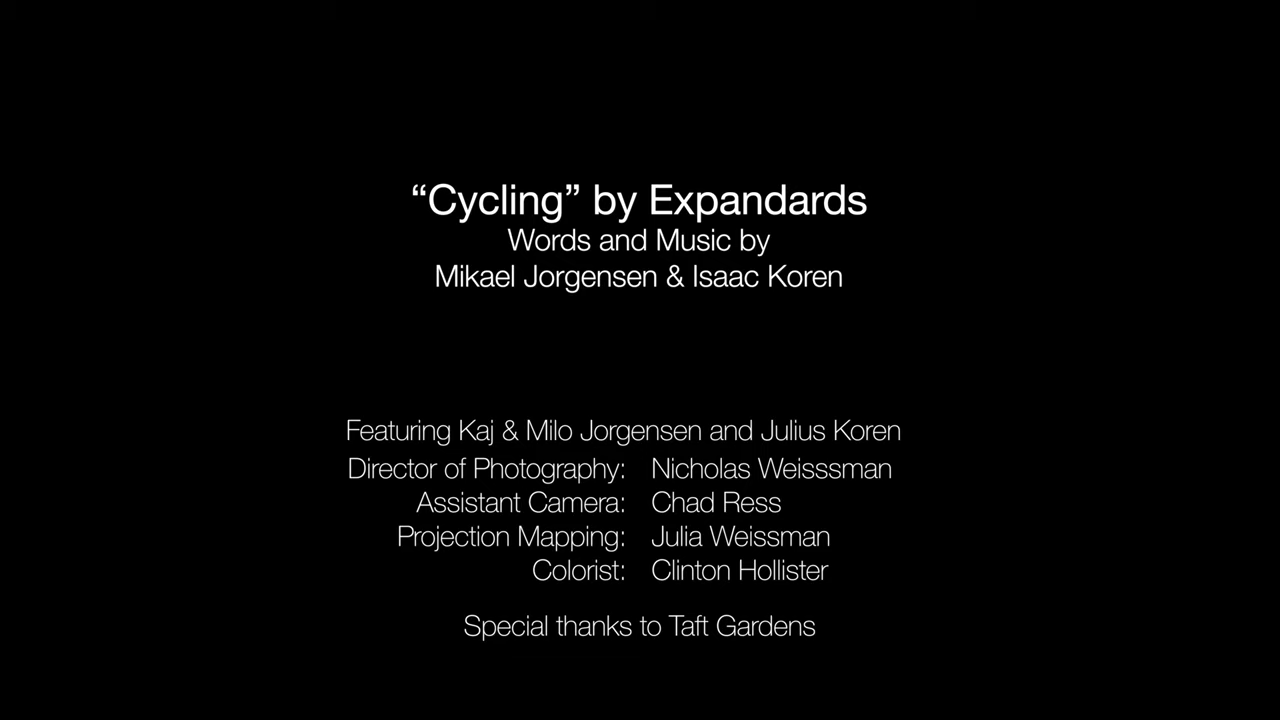 “Cycling” by Expandards
Words and Music by
Mikael Jorgensen & Isaac Koren
Featuring Kaj & Milo Jorgensen and Julius Koren
Director of Photography: Nicholas Weisssman
Assistant Camera: Chad Ress
Projection Mapping: Julia Weissman
Colorist: Clinton Hollister
Special thanks to Taft Gardens